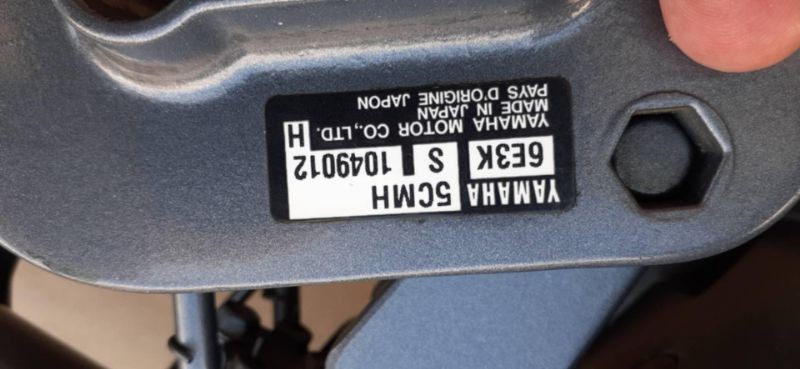 YAMAHA 5CMH
6E3K S 1049012
YAMAHA MOTOR CO., LTD. H
MADE IN JAPAN
PAYS D'ORIGINE JAPON